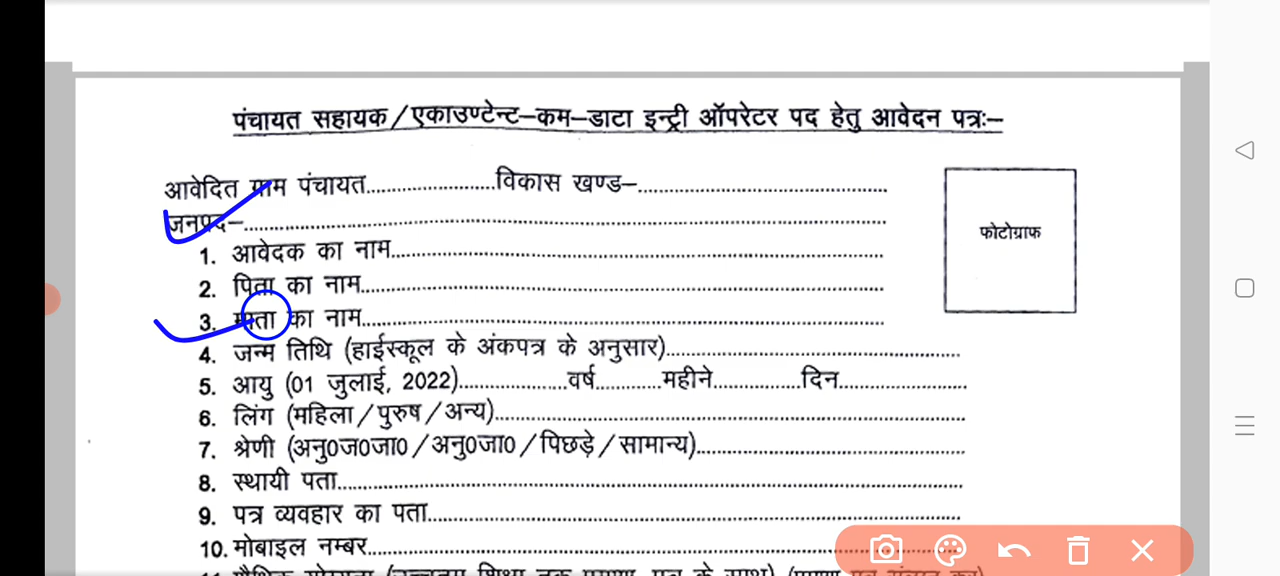 पंचायत सहायक/एकाउण्टेन्ट–कम–डाटा इन्ट्री ऑपरेटर पद हेतु आवेदन पत्रः–
आवेदित ग्राम पंचायत........................विकास खण्ड–..............................................
जनपद–................................................................................................
फोटोग्राफ
1. आवेदक का नाम..........................................................................
2. पिता का नाम...............................................................................
3. माता का नाम...............................................................................
4. जन्म तिथि (हाईस्कूल के अंकपत्र के अनुसार)............................................
5. आयु (01 जुलाई, 2022)....................वर्ष............महीने................दिन.......................
6. लिंग (महिला/पुरुष/अन्य)..............................................................................
7. श्रेणी (अनु0ज0जा0/अनु0जा0/पिछड़े/सामान्य)...........................................
8. स्थायी पता....................................................................................................
9. पत्र व्यवहार का पता.................................................................................
10. मोबाइल नम्बर...............................................................................